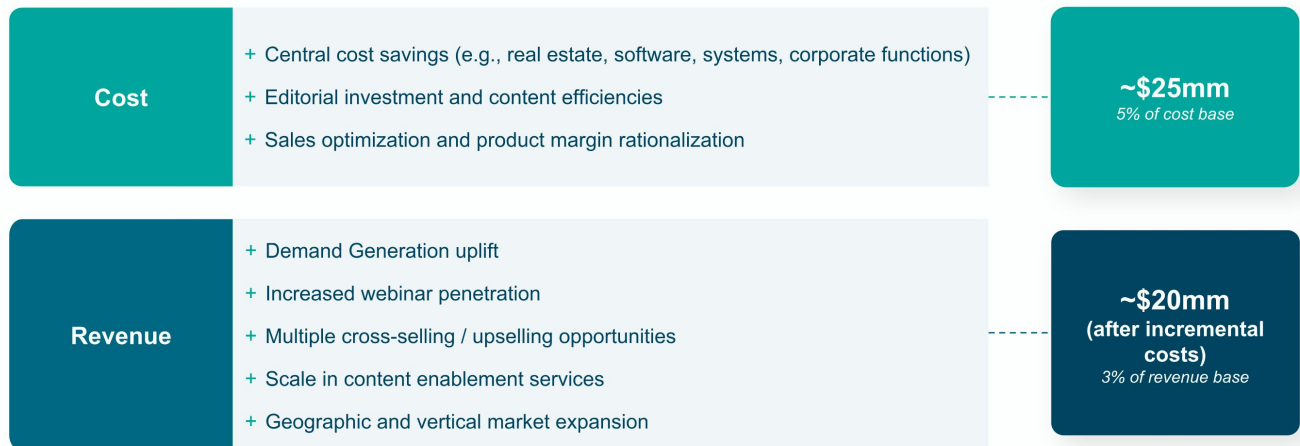 Cost
+ Central cost savings (e.g., real estate, software, systems, corporate functions)
+ Editorial investment and content efficiencies
+ Sales optimization and product margin rationalization
~$25mm
5% of cost base
Revenue
+ Demand Generation uplift
+ Increased webinar penetration
+ Multiple cross-selling / upselling opportunities
+ Scale in content enablement services
+ Geographic and vertical market expansion
~$20mm
(after incremental
costs)
3% of revenue base